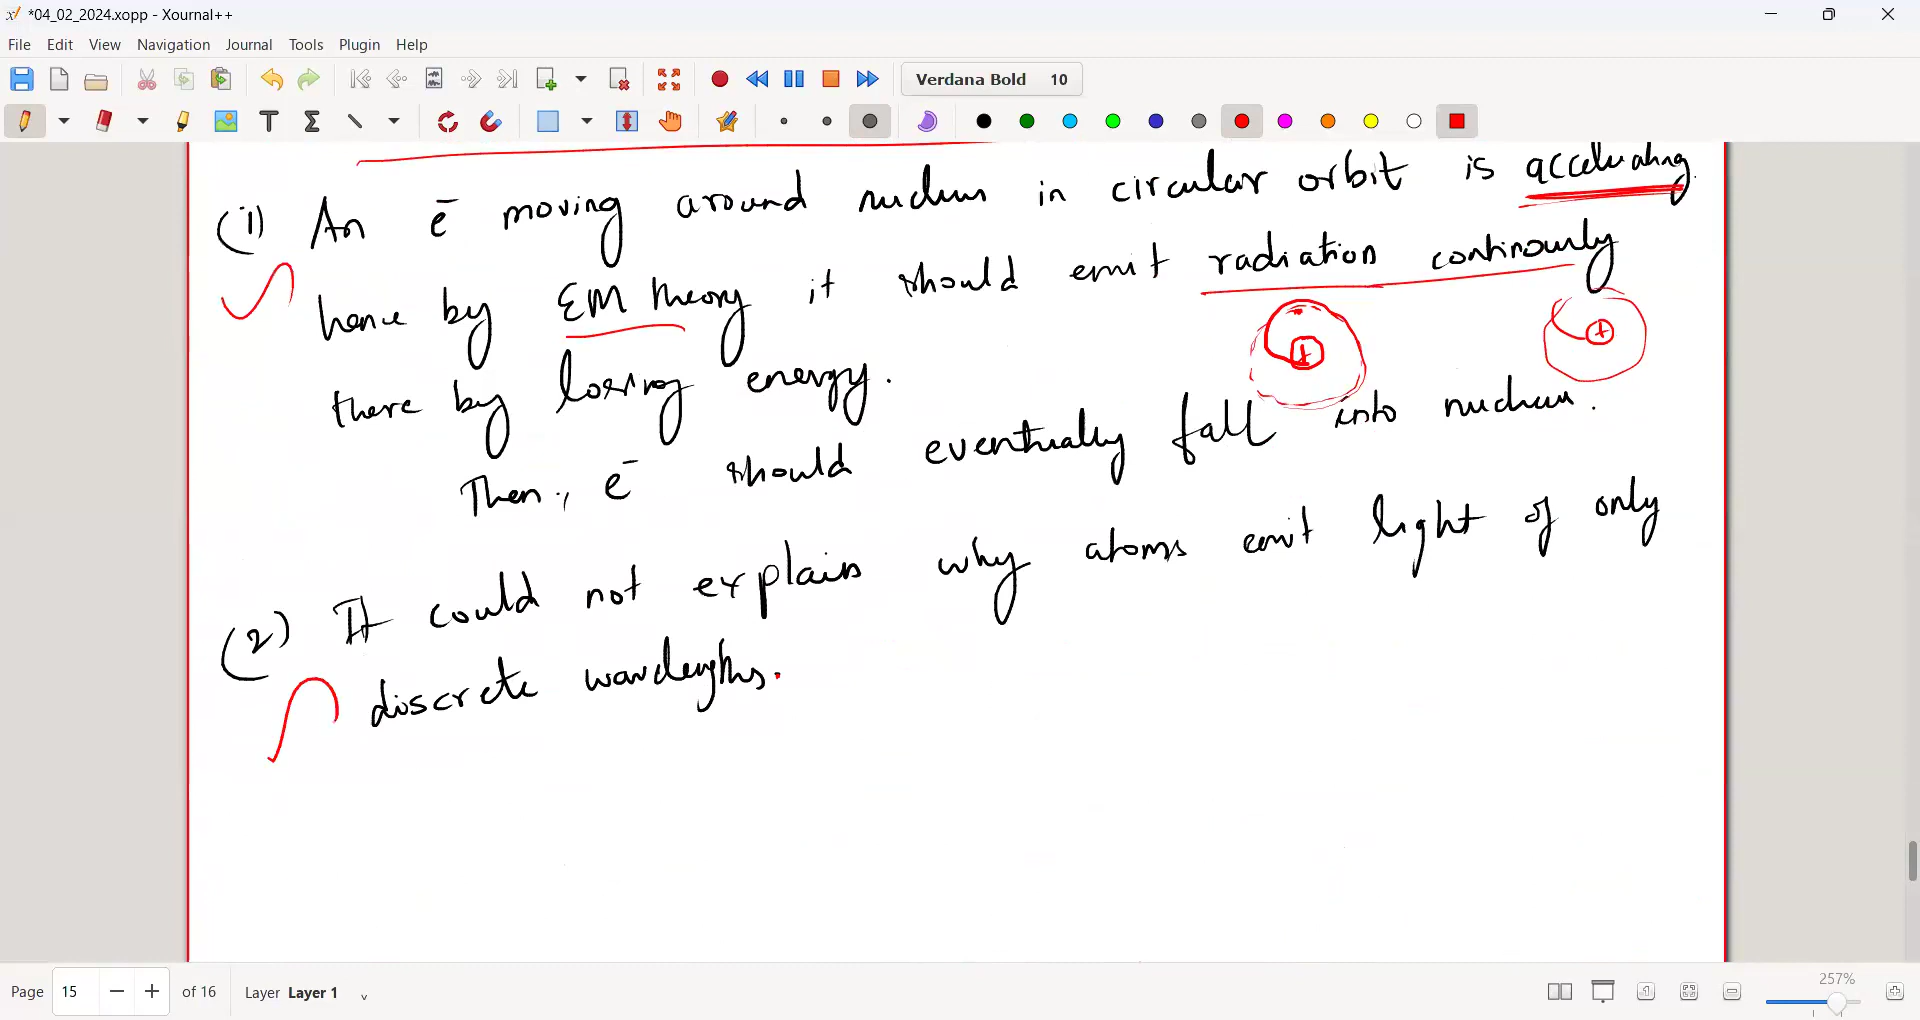 *04_02_2024.xopp - Xournal++
File Edit View Navigation Journal Tools Plugin Help
Verdana Bold 10
(1) An e⁻ moving around nucleus in circular orbit is accelerating.
hence by EM theory it should emit radiation continously
there by losing energy.
Then, e⁻ should eventually fall into nucleus.
(2) It could not explain why atoms emit light of only
discrete wavelengths.
+ +
Page 15 of 16 Layer Layer 1 257%